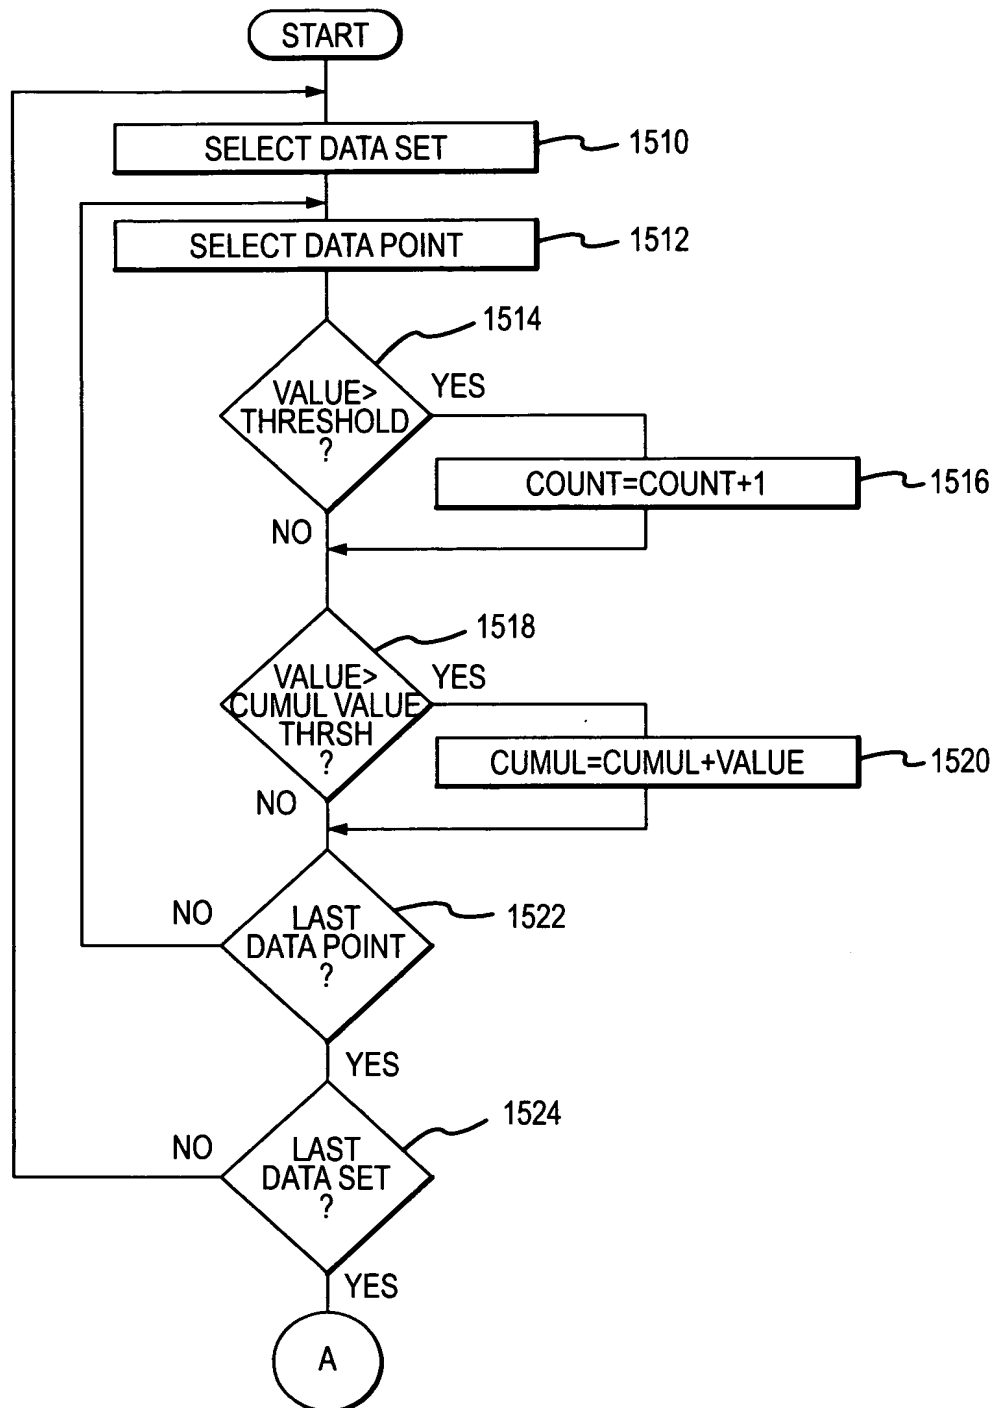 START
SELECT DATA SET
1510
SELECT DATA POINT
1512
1514
VALUE>
THRESHOLD
?
YES
COUNT=COUNT+1
1516
NO
1518
VALUE>
CUMUL VALUE
THRSH
?
YES
CUMUL=CUMUL+VALUE
1520
NO
LAST
DATA POINT
?
1522
NO
YES
1524
LAST
DATA SET
?
NO
YES
A